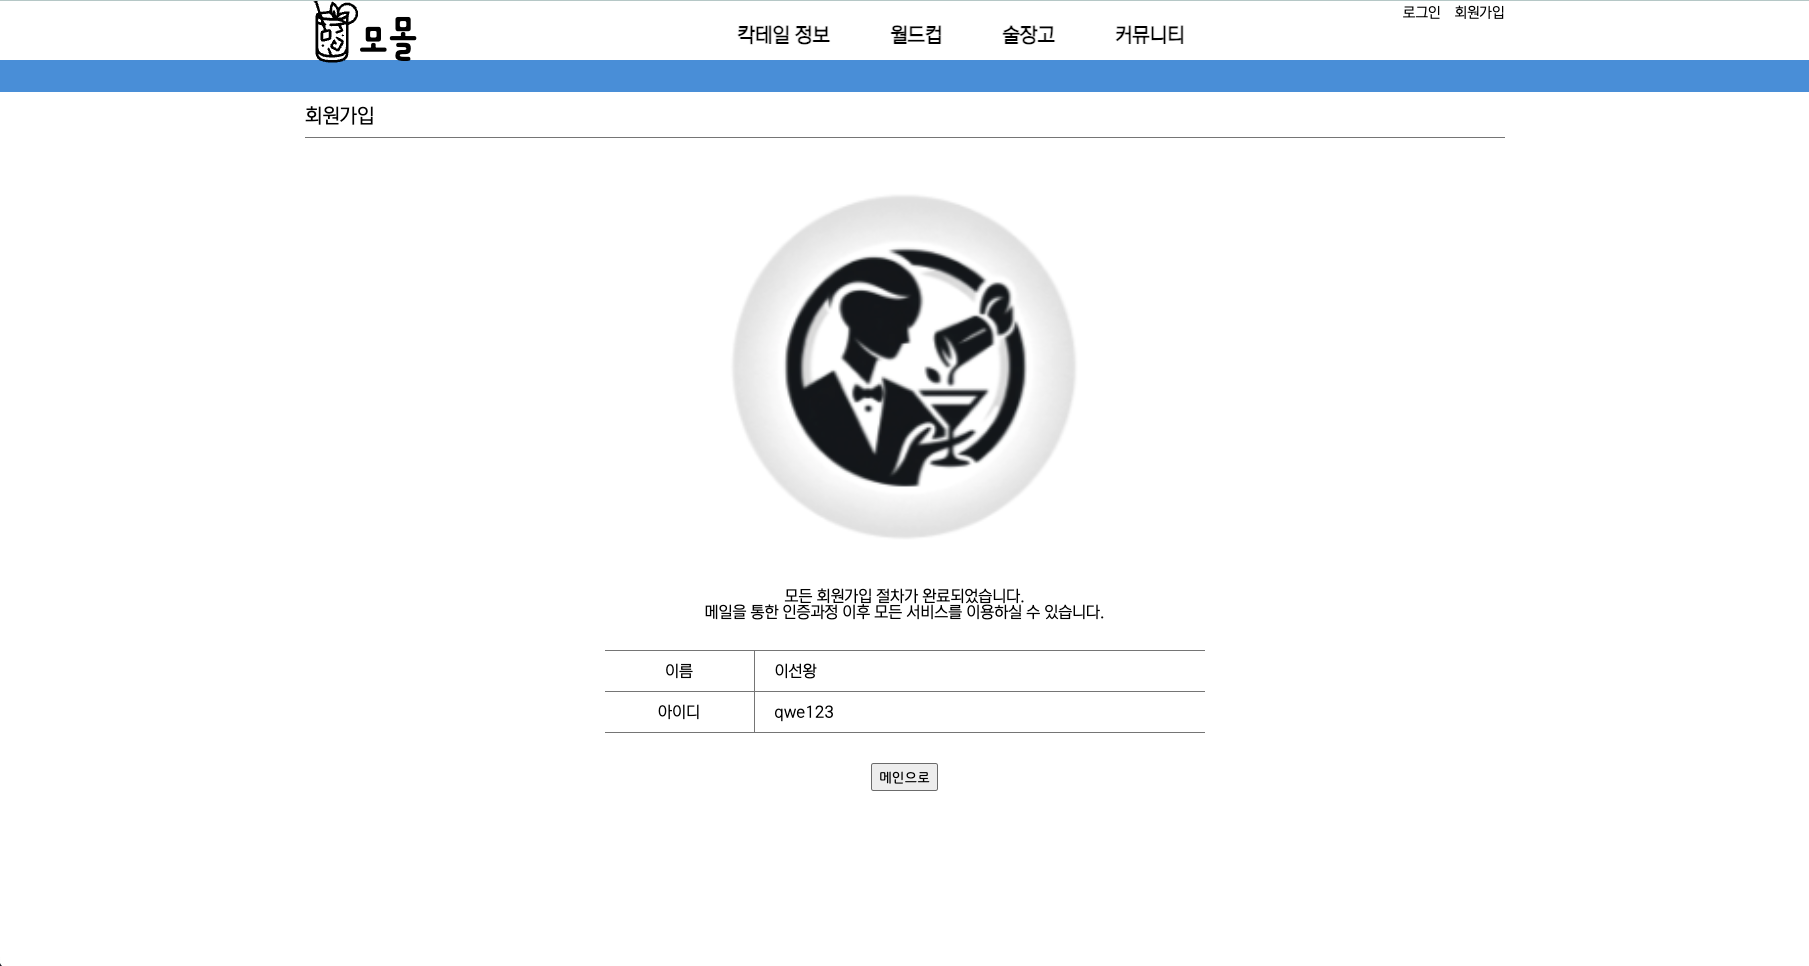 로그인 회원가입
모몰
칵테일 정보 월드컵 술장고 커뮤니티
회원가입
모든 회원가입 절차가 완료되었습니다.
메일을 통한 인증과정 이후 모든 서비스를 이용하실 수 있습니다.
이름 이선왕
아이디 qwe123
메인으로